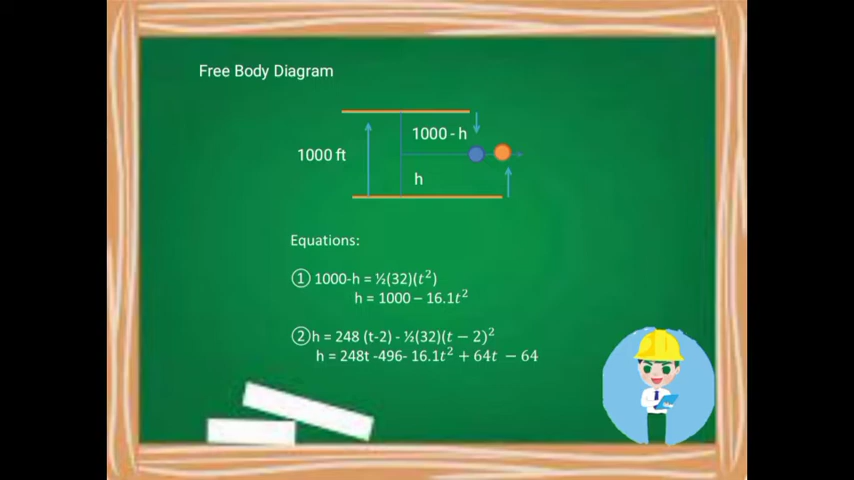 Free Body Diagram
1000 - h
1000 ft
h
Equations:
① 1000-h = ½(32)(t²)
h = 1000 – 16.1t²
②h = 248 (t-2) - ½(32)(t − 2)²
h = 248t -496- 16.1t² + 64t − 64